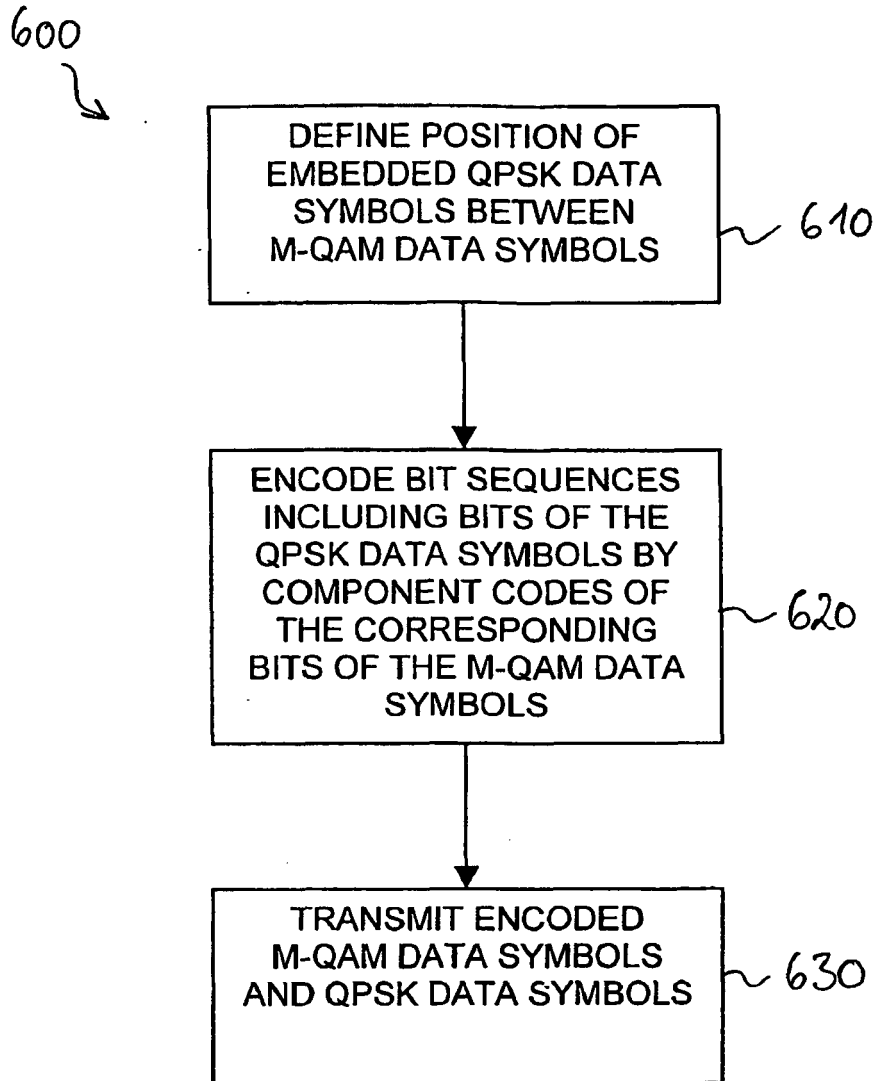 600
DEFINE POSITION OF
EMBEDDED QPSK DATA
SYMBOLS BETWEEN
M-QAM DATA SYMBOLS
610
ENCODE BIT SEQUENCES
INCLUDING BITS OF THE
QPSK DATA SYMBOLS BY
COMPONENT CODES OF
THE CORRESPONDING
BITS OF THE M-QAM DATA
SYMBOLS
620
TRANSMIT ENCODED
M-QAM DATA SYMBOLS
AND QPSK DATA SYMBOLS
630